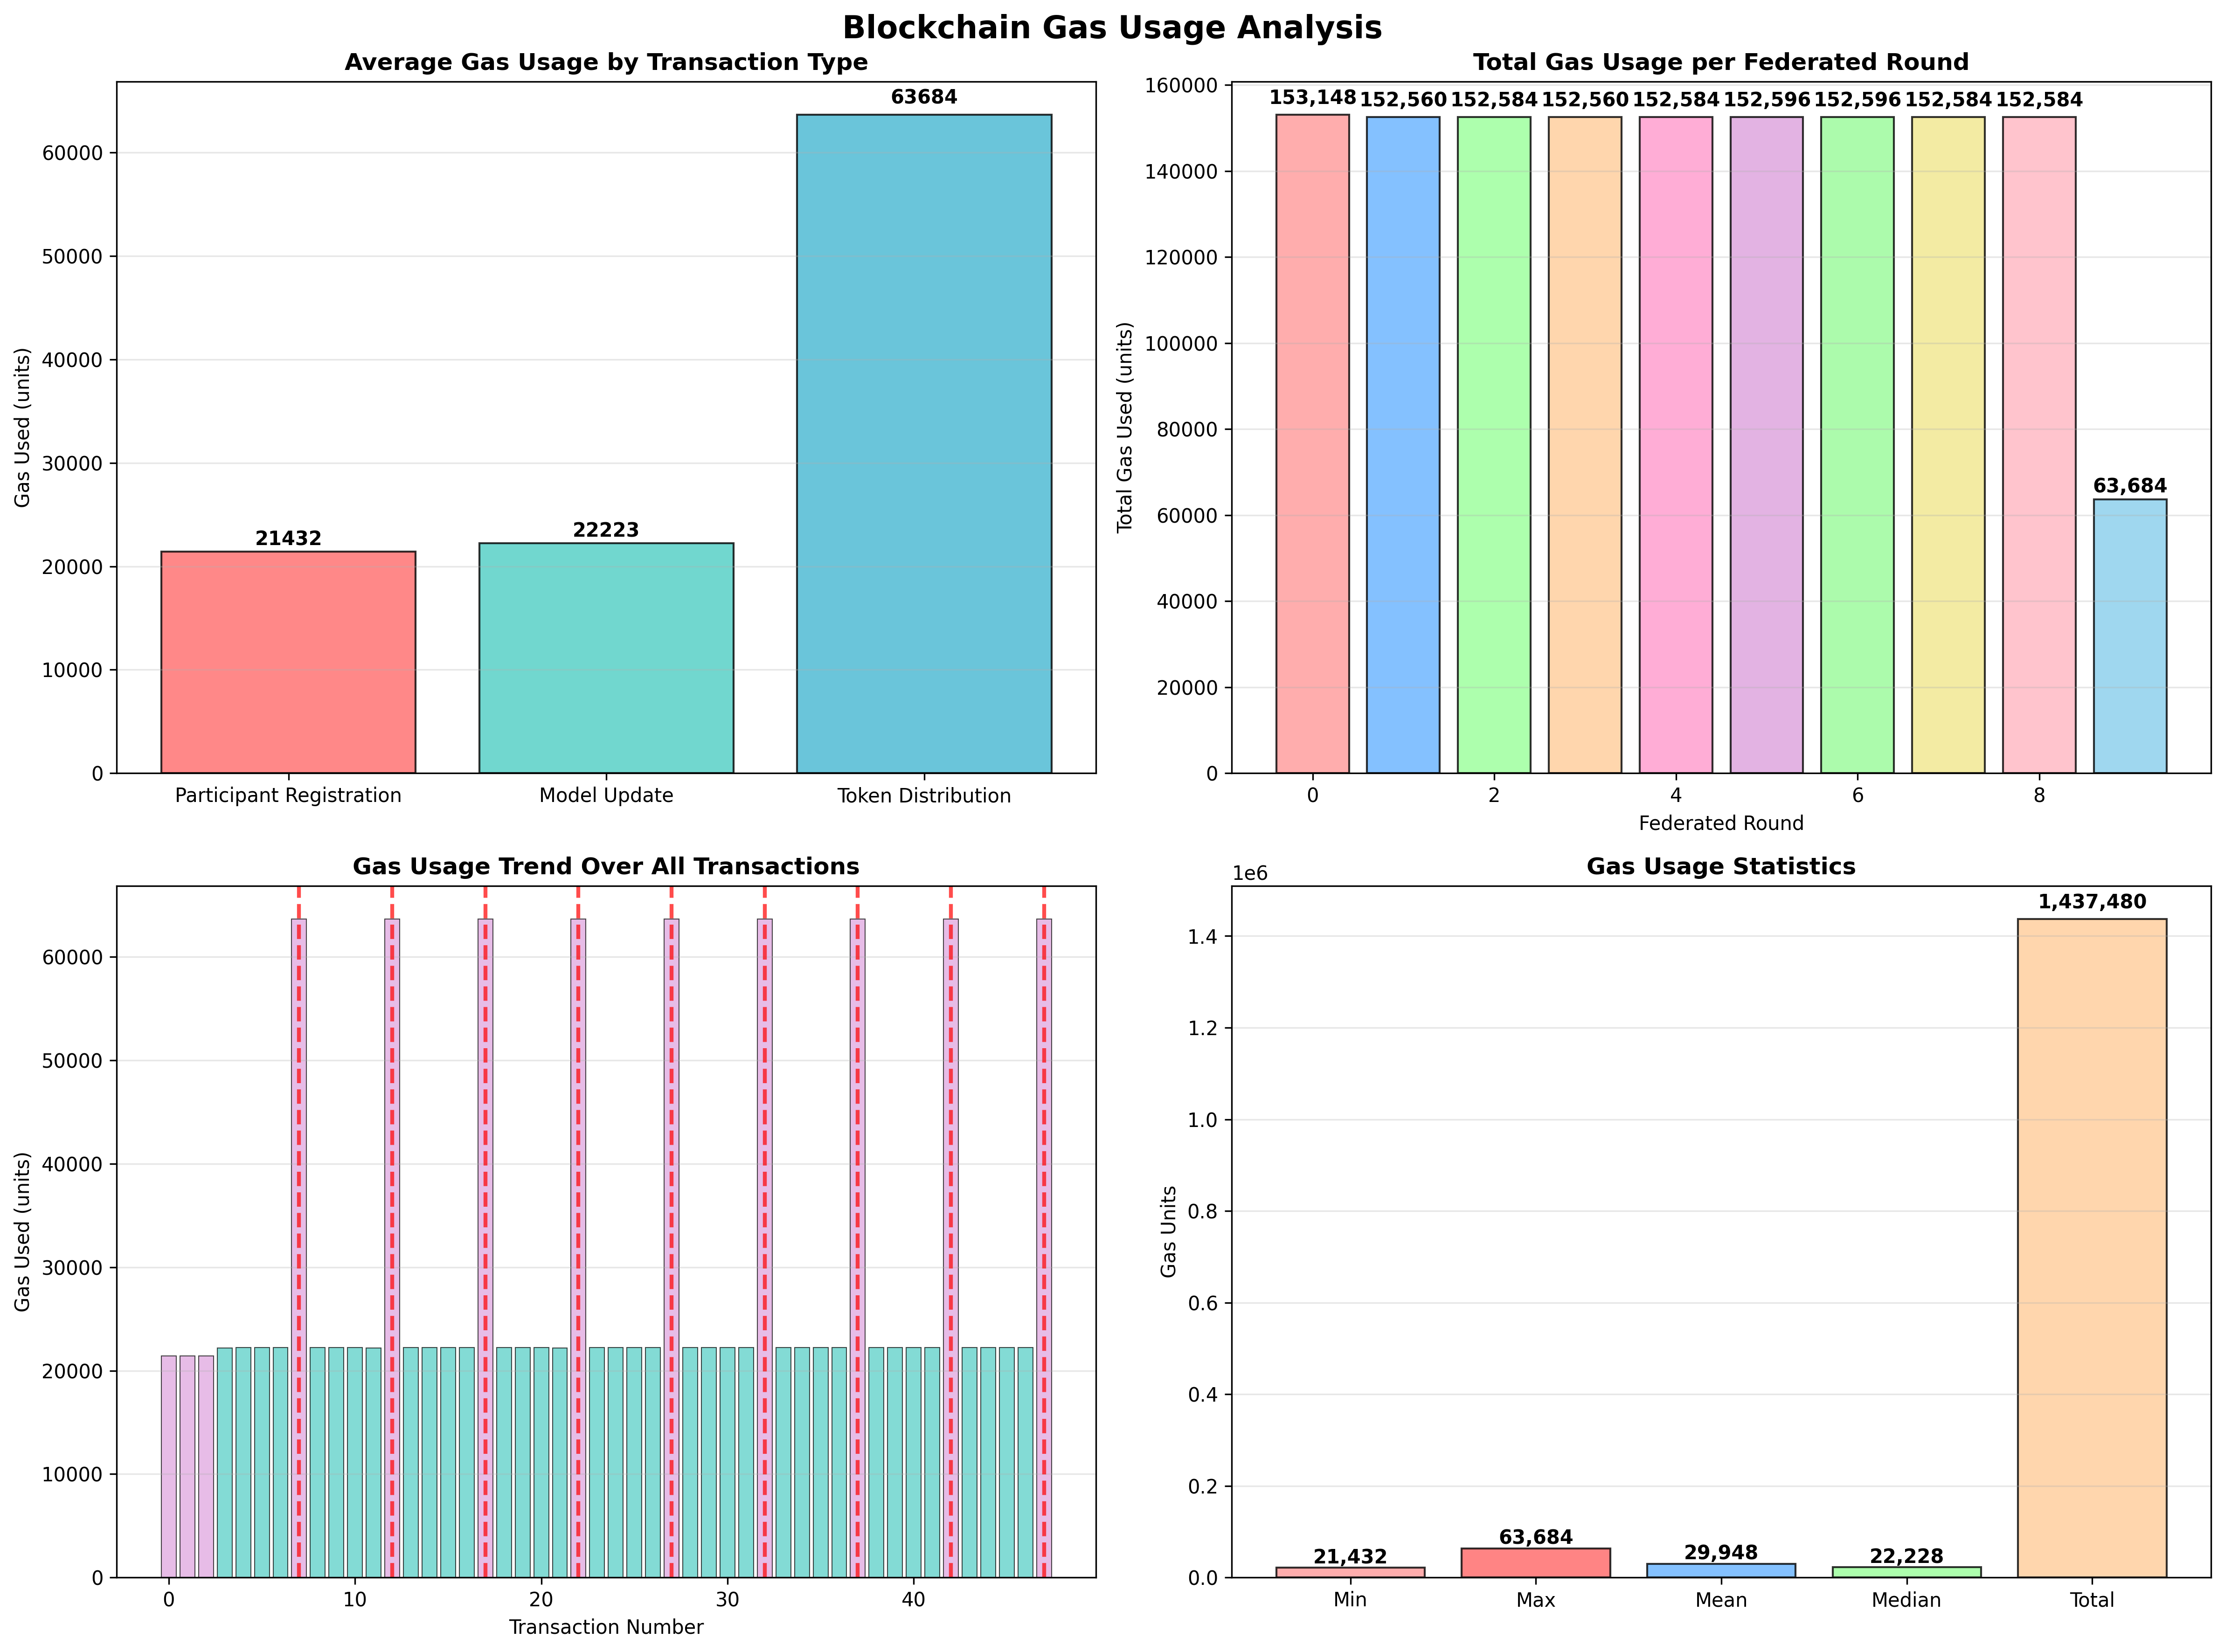 Blockchain Gas Usage Analysis
Average Gas Usage by Transaction Type
Gas Used (units)
60000
50000
40000
30000
20000
10000
0
21432
22223
63684
Participant Registration
Model Update
Token Distribution
Total Gas Usage per Federated Round
Total Gas Used (units)
160000
140000
120000
100000
80000
60000
40000
20000
0
153,148
152,560
152,584
152,560
152,584
152,596
152,596
152,584
152,584
63,684
0
2
4
6
8
Federated Round
Gas Usage Trend Over All Transactions
Gas Used (units)
60000
50000
40000
30000
20000
10000
0
0
10
20
30
40
Transaction Number
Gas Usage Statistics
1e6
Gas Units
1.4
1.2
1.0
0.8
0.6
0.4
0.2
0.0
21,432
63,684
29,948
22,228
1,437,480
Min
Max
Mean
Median
Total